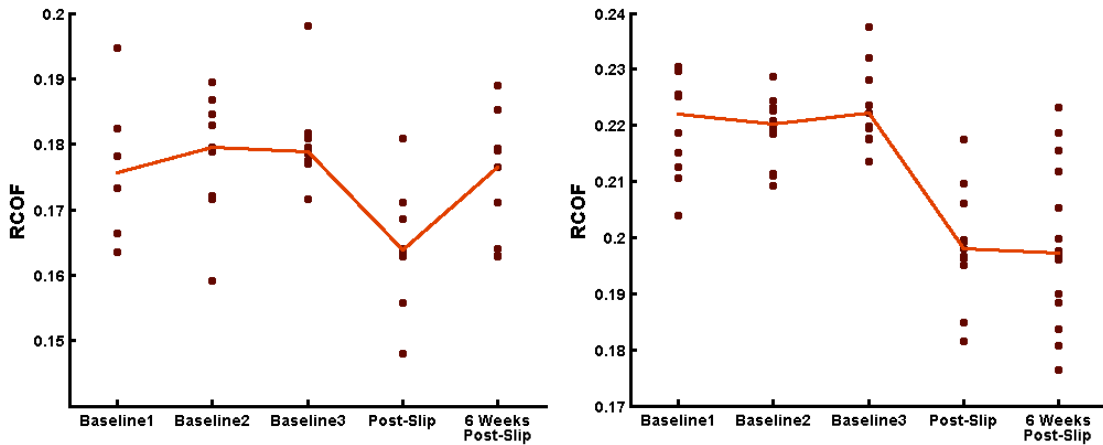 0.2
0.19
0.18
0.17
0.16
0.15
RCOF
Baseline1 Baseline2 Baseline3 Post-Slip 6 Weeks
Post-Slip
0.24
0.23
0.22
0.21
0.2
0.19
0.18
0.17
RCOF
Baseline1 Baseline2 Baseline3 Post-Slip 6 Weeks
Post-Slip